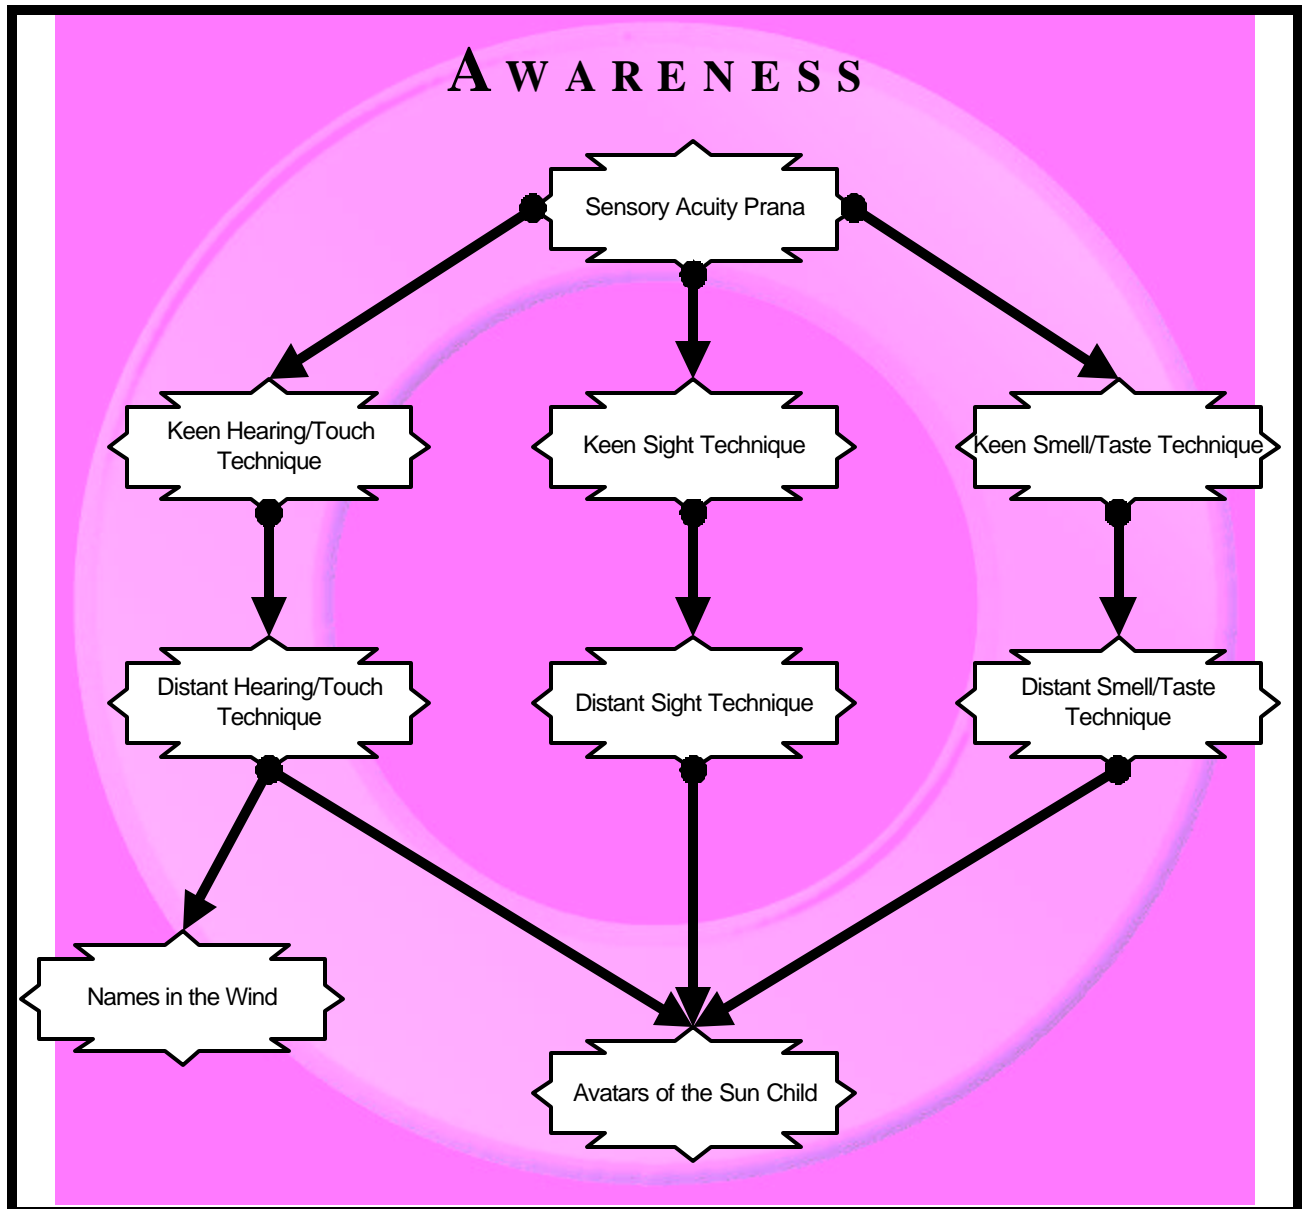 AWARENESS
Sensory Acuity Prana
Keen Hearing/Touch
Technique
Keen Sight Technique
Keen Smell/Taste Technique
Distant Hearing/Touch
Technique
Distant Sight Technique
Distant Smell/Taste
Technique
Names in the Wind
Avatars of the Sun Child